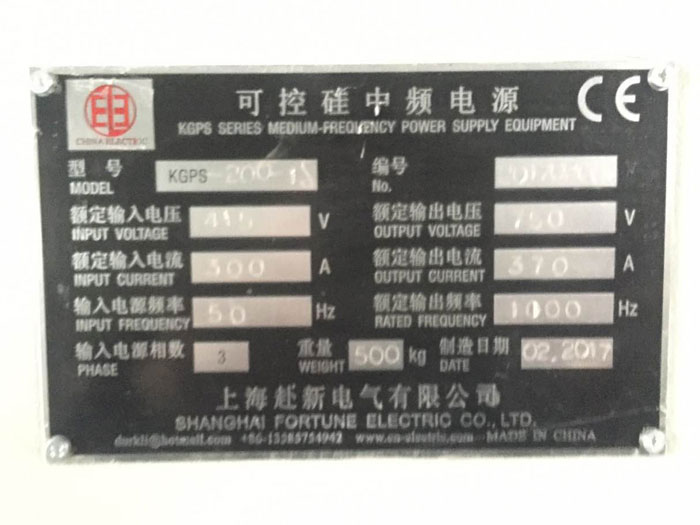 CHINA ELECTRIC
可控硅中频电源
KGPS SERIES MEDIUM-FREQUENCY POWER SUPPLY EQUIPMENT
CE
型号 KGPS-200-1S
MODEL
编号
No.
额定输入电压 415 V
INPUT VOLTAGE
额定输出电压 750 V
OUTPUT VOLTAGE
额定输入电流 300 A
INPUT CURRENT
额定输出电流 370 A
OUTPUT CURRENT
输入电源频率 50 Hz
INPUT FREQUENCY
额定输出频率 1000 Hz
RATED FREQUENCY
输入电源相数 3
PHASE
重量 500 kg
WEIGHT
制造日期 02.2017
DATE
上海赴新电气有限公司
SHANGHAI FORTUNE ELECTRIC CO., LTD.
MADE IN CHINA